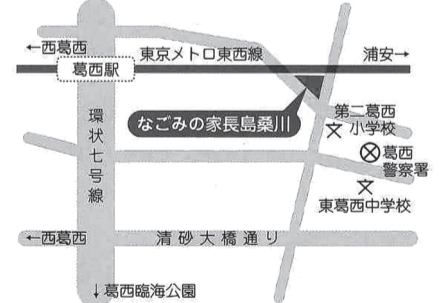 ←西葛西
東京メトロ東西線
浦安→
葛西駅
なごみの家長島桑川
第二葛西
小学校
環状七号線
葛西
警察署
東葛西中学校
←西葛西
清砂大橋通り
↓葛西臨海公園